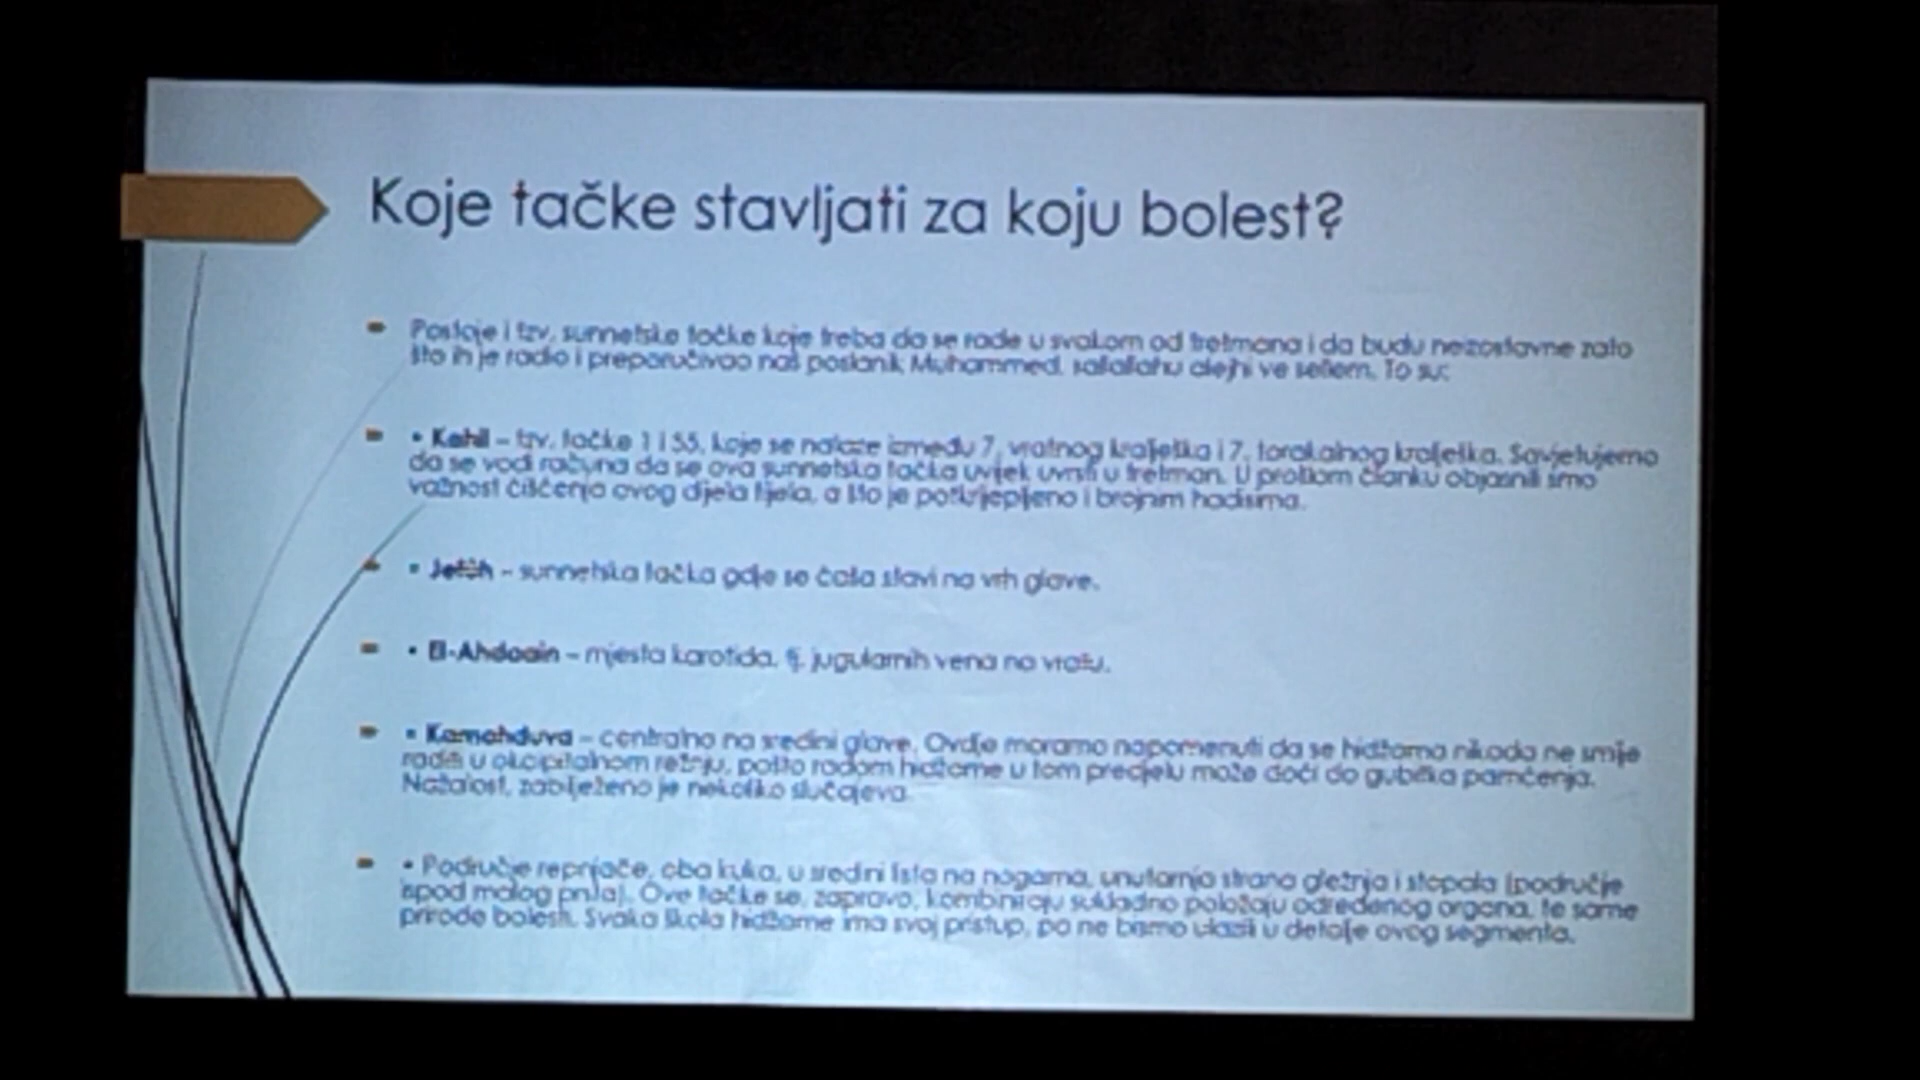 Koje tačke stavljati za koju bolest?
Postoje i tzv. sunnetske tačke koje treba da se rade u svakom od tretmana i da budu neizostavne zato
što ih je radio i preporučivao naš poslanik Muhammed, sallallahu alejhi ve sellem. To su:
• Kahil – tzv. tačke 1 i 55, koje se nalaze između 7. vratnog kralješka i 7. torakalnog kralješka. Savjetujemo
da se vodi računa da se ova sunnetska tačka uvijek uvrsti u tretman. U prošlom članku objasnili smo
važnost čišćenja ovog dijela tijela, a što je potkrjepljeno i brojnim hadisima.
• – sunnetska tačka gdje se čaša stavi na vrh glave.
• El-Ahdain – mjesta karotida, tj. jugularnih vena na vratu.
• Kamahduva – centralno na sredini glave. Ovdje moramo napomenuti da se hidžama nikada ne smije
raditi u okcipitalnom režnju, pošto radom hidžame u tom predjelu može doći do gubitka pamćenja.
Nažalost, zabilježeno je nekoliko slučajeva.
• Područje repnjače, oba kuka, u sredini lista na nogama, unutarnja strana gležnja i stopala (područje
ispod malog prsta). Ove tačke se, zapravo, kombiniraju sukladno položaju određenog organa, te same
prirode bolesti. Svaka škola hidžame ima svoj pristup, pa ne bismo ulazili u detalje ovog segmenta.